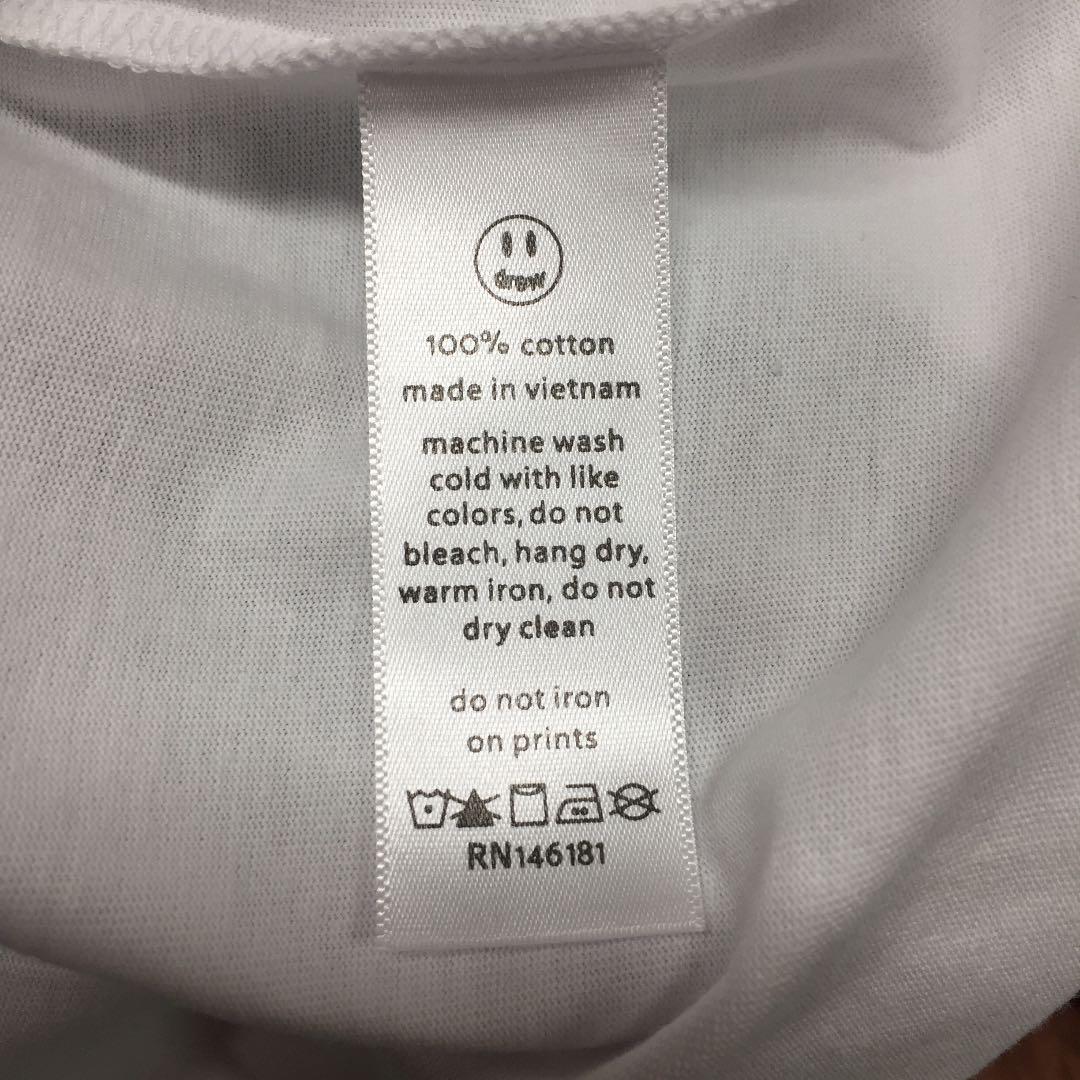 drew
100% cotton
made in vietnam
machine wash
cold with like
colors, do not
bleach, hang dry,
warm iron, do not
dry clean
do not iron
on prints
RN146181